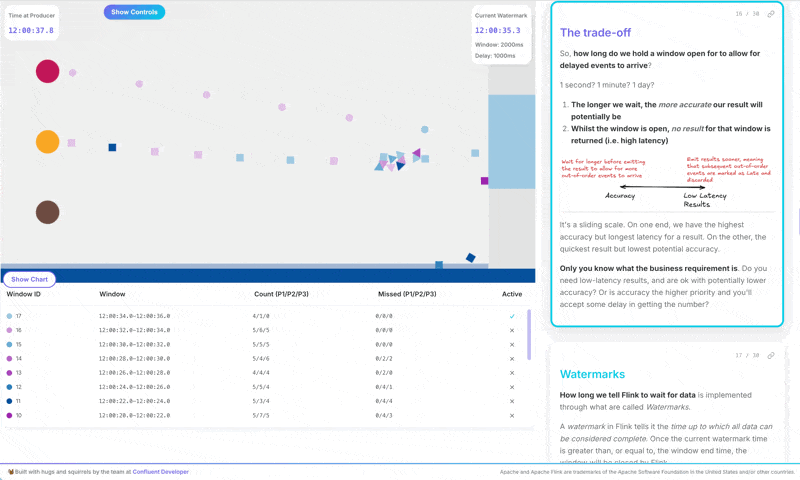 Time at Producer
12:00:37.8
Show Controls
Current Watermark
12:00:35.3
Window: 2000ms
Delay: 1000ms
Show Chart
Window ID Window Count (P1/P2/P3) Missed (P1/P2/P3) Active
17 12:00:34.0-12:00:36.0 4/1/0 0/0/0 ✓
16 12:00:32.0-12:00:34.0 5/6/5 0/0/0 ✕
15 12:00:30.0-12:00:32.0 5/5/5 0/0/0 ✕
14 12:00:28.0-12:00:30.0 5/4/6 0/2/2 ✕
13 12:00:26.0-12:00:28.0 4/4/4 0/2/0 ✕
12 12:00:24.0-12:00:26.0 5/5/4 0/4/1 ✕
11 12:00:22.0-12:00:24.0 5/3/4 0/4/4 ✕
10 12:00:20.0-12:00:22.0 5/7/5 0/4/3 ✕
16 / 30
The trade-off
So, how long do we hold a window open for to allow for
delayed events to arrive?
1 second? 1 minute? 1 day?
1. The longer we wait, the more accurate our result will
potentially be
2. Whilst the window is open, no result for that window is
returned (i.e. high latency)
Wait for longer before emitting
the result to allow for more
out-of-order events to arrive
Emit results sooner, meaning
that subsequent out-of-order
events are marked as Late and
discarded
Accuracy
Low Latency
Results
It's a sliding scale. On one end, we have the highest
accuracy but longest latency for a result. On the other, the
quickest result but lowest potential accuracy.
Only you know what the business requirement is. Do you
need low-latency results, and are ok with potentially lower
accuracy? Or is accuracy the higher priority and you'll
accept some delay in getting the number?
17 / 30
Watermarks
How long we tell Flink to wait for data is implemented
through what are called Watermarks.
A watermark in Flink tells it the time up to which all data can
be considered complete. Once the current watermark time
is greater than, or equal to, the window end time, the
window will be closed by Flink.
Built with hugs and squirrels by the team at Confluent Developer
Apache and Apache Flink are trademarks of the Apache Software Foundation in the United States and/or other countries.